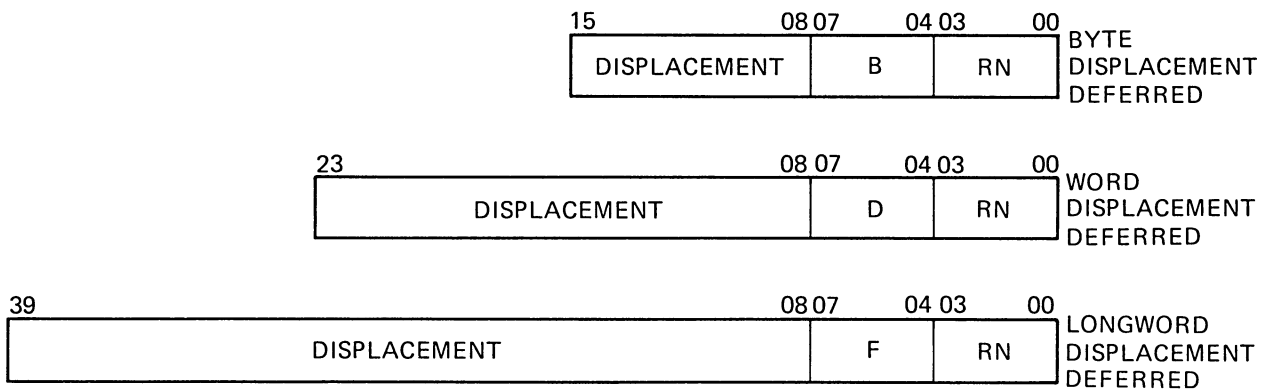 15 08 07 04 03 00
BYTE
DISPLACEMENT B RN DISPLACEMENT
DEFERRED
23 08 07 04 03 00
WORD
DISPLACEMENT D RN DISPLACEMENT
DEFERRED
39 08 07 04 03 00
LONGWORD
DISPLACEMENT F RN DISPLACEMENT
DEFERRED